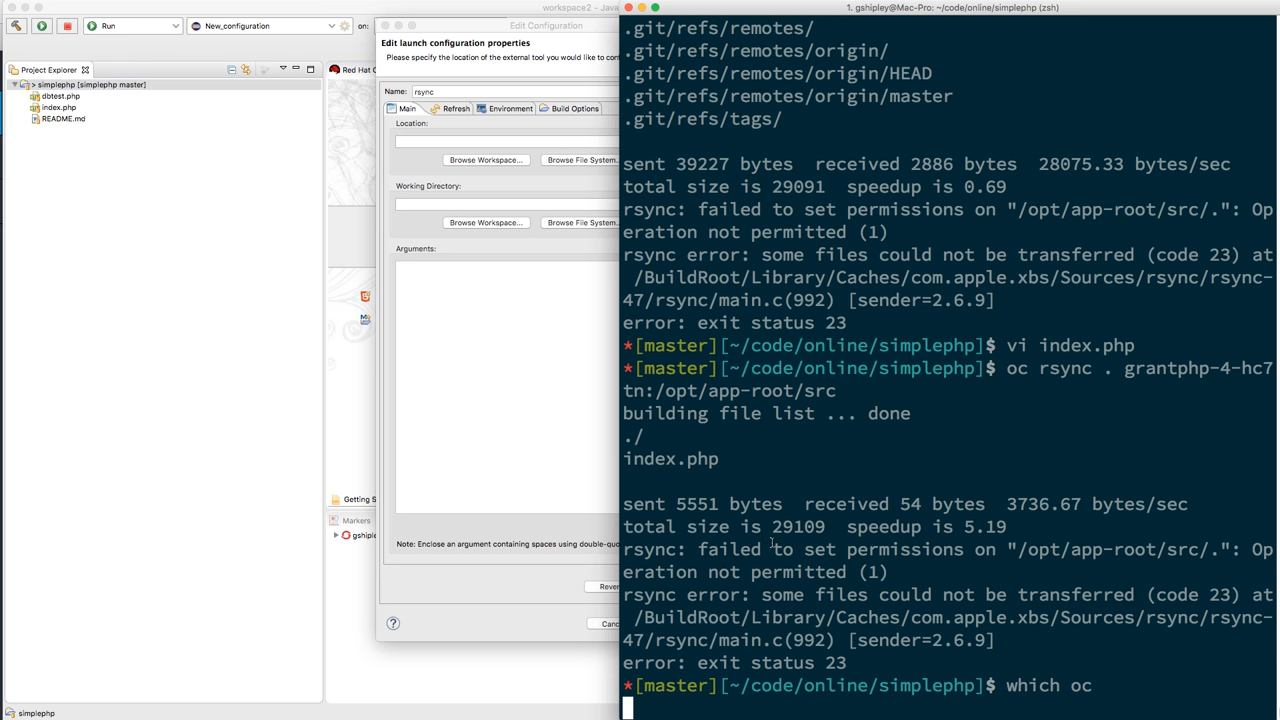 workspace2 - Java
Run
New_configuration
on:
Project Explorer
> simplephp [simplephp master]
dbtest.php
index.php
README.md
simplephp
Red Hat C
Getting S
Markers
gshiple
Edit Configuration
Edit launch configuration properties
Please specify the location of the external tool you would like to con
Name: rsync
Main
Refresh
Environment
Build Options
Location:
Browse Workspace...
Browse File System...
Working Directory:
Browse Workspace...
Browse File System...
Arguments:
Note: Enclose an argument containing spaces using double-quo
Rever
Canc
1. gshipley@Mac-Pro: ~/code/online/simplephp (zsh)
.git/refs/remotes/
.git/refs/remotes/origin/
.git/refs/remotes/origin/HEAD
.git/refs/remotes/origin/master
.git/refs/tags/
sent 39227 bytes  received 2886 bytes  28075.33 bytes/sec
total size is 29091  speedup is 0.69
rsync: failed to set permissions on "/opt/app-root/src/.": Op
eration not permitted (1)
rsync error: some files could not be transferred (code 23) at
/BuildRoot/Library/Caches/com.apple.xbs/Sources/rsync/rsync-
47/rsync/main.c(992) [sender=2.6.9]
error: exit status 23
*[master][~/code/online/simplephp]$ vi index.php
*[master][~/code/online/simplephp]$ oc rsync . grantphp-4-hc7
tn:/opt/app-root/src
building file list ... done
./
index.php
sent 5551 bytes  received 54 bytes  3736.67 bytes/sec
total size is 29109  speedup is 5.19
rsync: failed to set permissions on "/opt/app-root/src/.": Op
eration not permitted (1)
rsync error: some files could not be transferred (code 23) at
/BuildRoot/Library/Caches/com.apple.xbs/Sources/rsync/rsync-
47/rsync/main.c(992) [sender=2.6.9]
error: exit status 23
*[master][~/code/online/simplephp]$ which oc